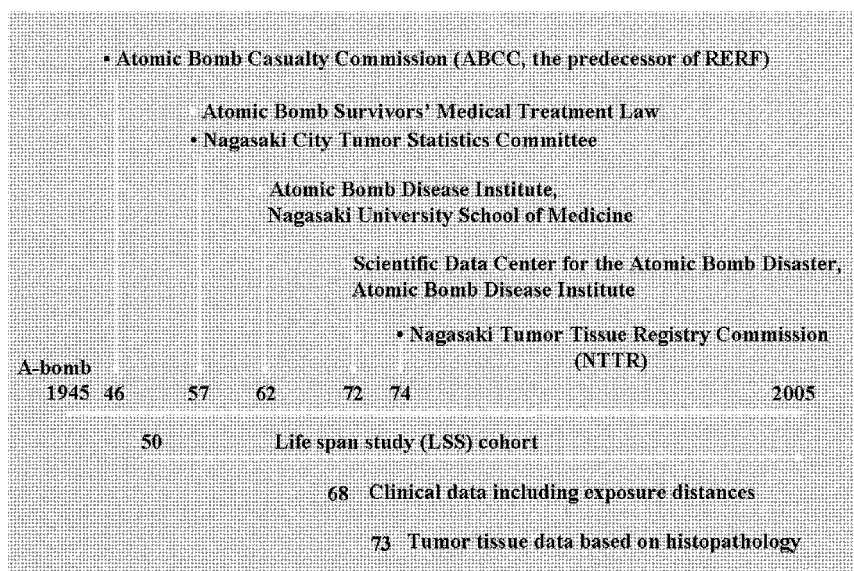 • Atomic Bomb Casualty Commission (ABCC, the predecessor of RERF)
Atomic Bomb Survivors' Medical Treatment Law
• Nagasaki City Tumor Statistics Committee
Atomic Bomb Disease Institute,
Nagasaki University School of Medicine
Scientific Data Center for the Atomic Bomb Disaster,
Atomic Bomb Disease Institute
• Nagasaki Tumor Tissue Registry Commission
(NTTR)
A-bomb
1945 46 57 62 72 74 2005
50 Life span study (LSS) cohort
68 Clinical data including exposure distances
73 Tumor tissue data based on histopathology